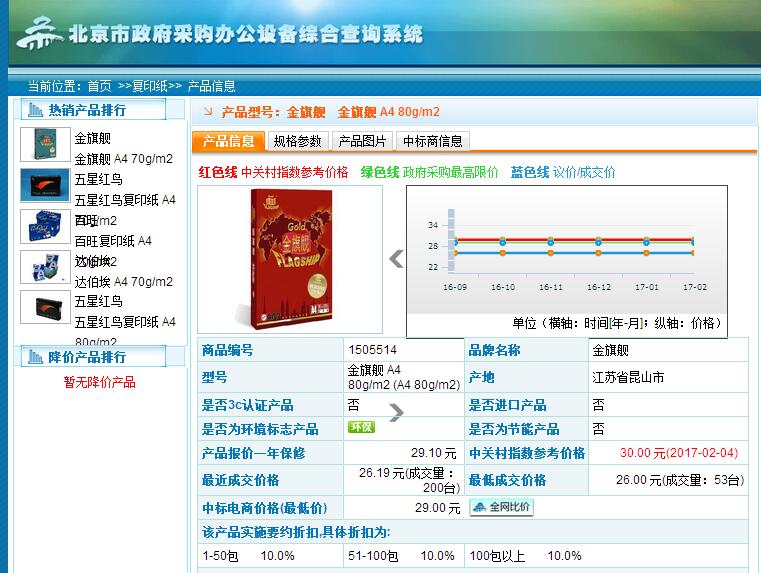 北京市政府采购办公设备综合查询系统
当前位置：首页 >>复印纸>> 产品信息
热销产品排行
金旗舰
金旗舰 A4 70g/m2
五星红鸟
五星红鸟复印纸 A4
百旺
百旺复印纸 A4
达伯埃
达伯埃 A4 70g/m2
五星红鸟
五星红鸟复印纸 A4
80g/m2
降价产品排行
暂无降价产品
产品型号：金旗舰 金旗舰 A4 80g/m2
产品信息 规格参数 产品图片 中标商信息
红色线 中关村指数参考价格 绿色线 政府采购最高限价 蓝色线 议价/成交价
Gold
金旗舰
FLAGSHIP
A4
34
28
22
16-09 16-10 16-11 16-12 17-01 17-02
单位（横轴：时间[年-月]；纵轴：价格）
商品编号 1505514 品牌名称 金旗舰
型号 金旗舰 A4 80g/m2 (A4 80g/m2) 产地 江苏省昆山市
是否3c认证产品 否 是否进口产品 否
是否为环境标志产品 环保 是否为节能产品 否
产品报价一年保修 29.10 元 中关村指数参考价格 30.00 元(2017-02-04)
最近成交价格 26.19 元(成交量：200台) 最低成交价格 26.00 元(成交量：53台)
中标电商价格(最低价) 29.00 元 全网比价
该产品实施要约折扣,具体折扣为:
1-50包 10.0% 51-100包 10.0% 100包以上 10.0%